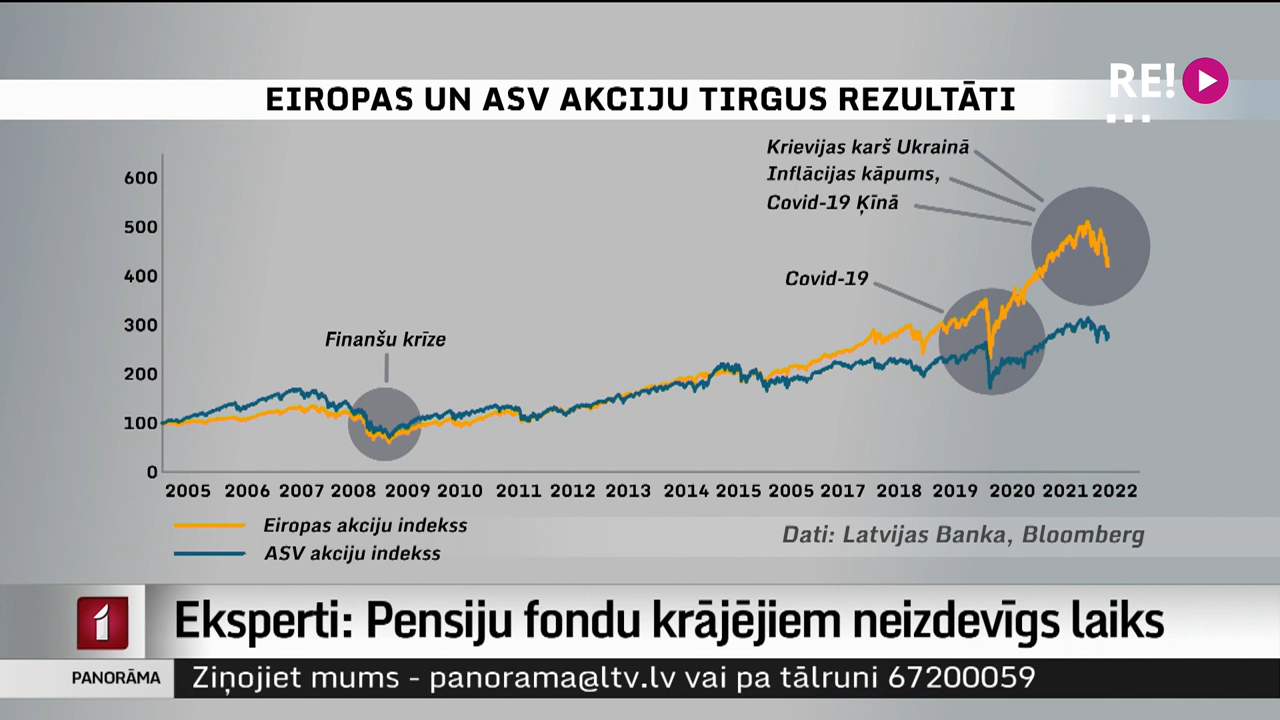 RE!
EIROPAS UN ASV AKCIJU TIRGUS REZULTĀTI
Krievijas karš Ukrainā
Inflācijas kāpums,
Covid-19 Ķīnā
Covid-19
Finanšu krīze
600
500
400
300
200
100
0
2005 2006 2007 2008 2009 2010 2011 2012 2013 2014 2015 2005 2017 2018 2019 2020 2021 2022
Eiropas akciju indekss
ASV akciju indekss
Dati: Latvijas Banka, Bloomberg
1
Eksperti: Pensiju fondu krājējiem neizdevīgs laiks
PANORĀMA
Ziņojiet mums - panorama@ltv.lv vai pa tālruni 67200059